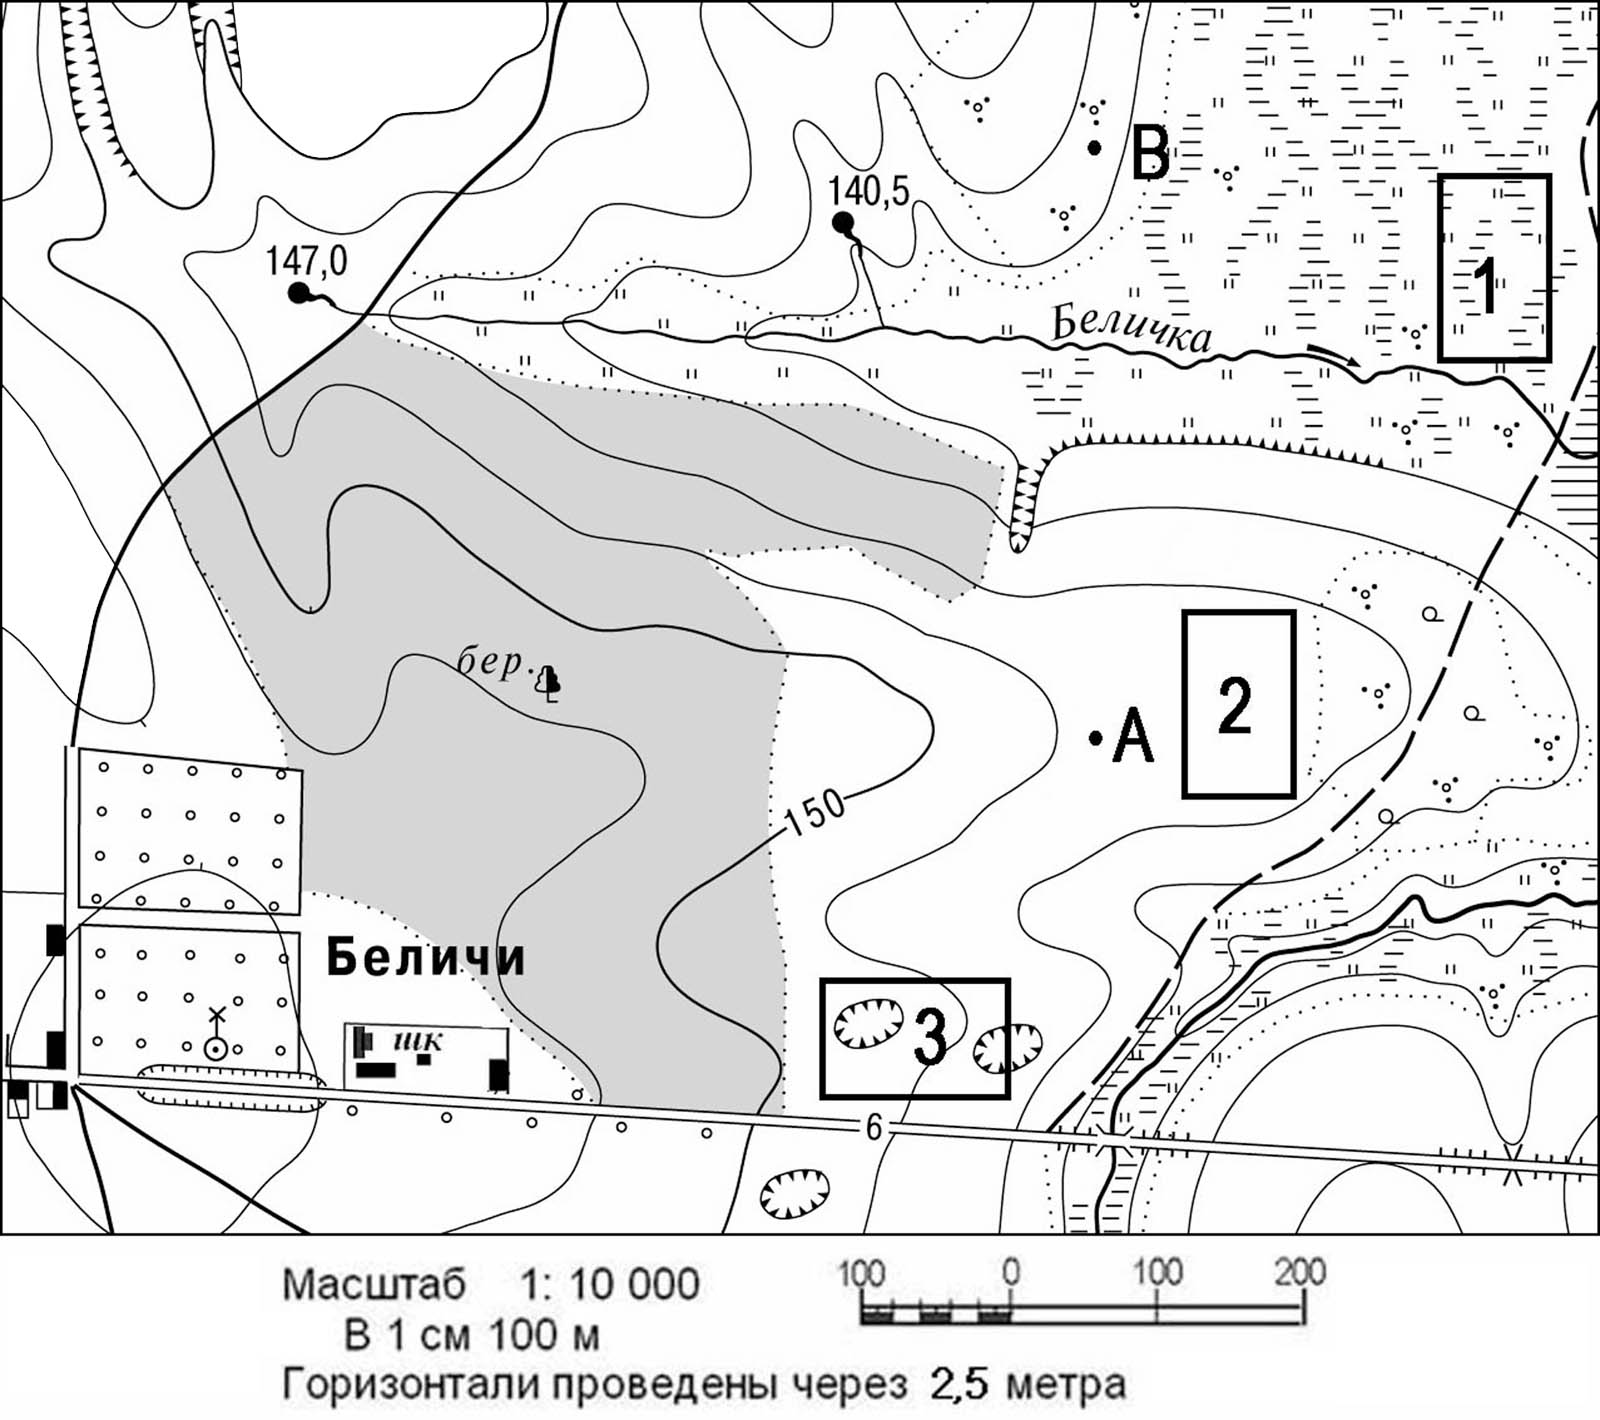 В
140,5
147,0
1
Беличка
бер.
2
А
150
Беличи
шк
3
6
Масштаб 1: 10 000
100 0 100 200
В 1 см 100 м
Горизонтали проведены через 2,5 метра